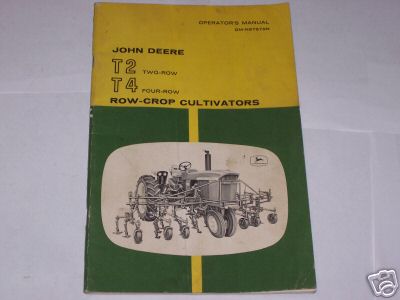 OPERATOR'S MANUAL
JOHN DEERE
T2 TWO-ROW
T4 FOUR-ROW
ROW-CROP CULTIVATORS